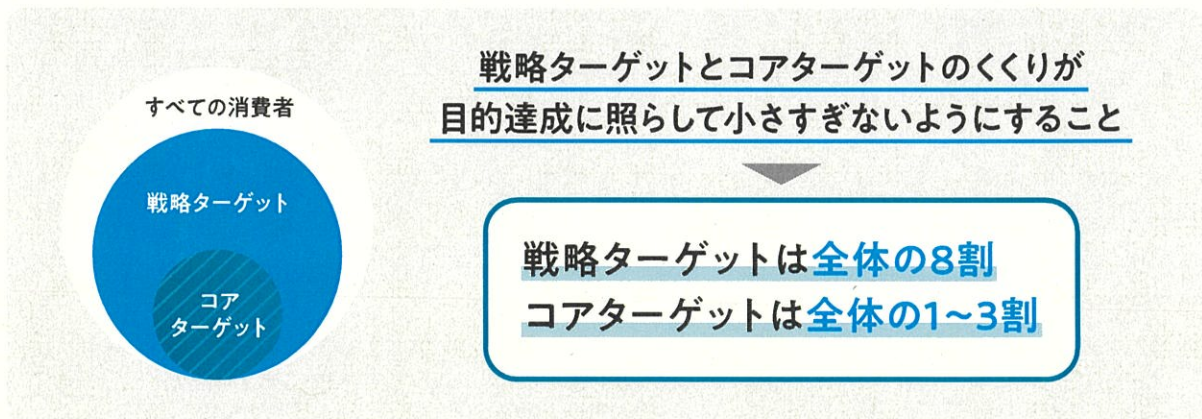 すべての消費者
戦略ターゲット
コア
ターゲット
戦略ターゲットとコアターゲットのくくりが
目的達成に照らして小さすぎないようにすること
戦略ターゲットは全体の8割
コアターゲットは全体の1~3割